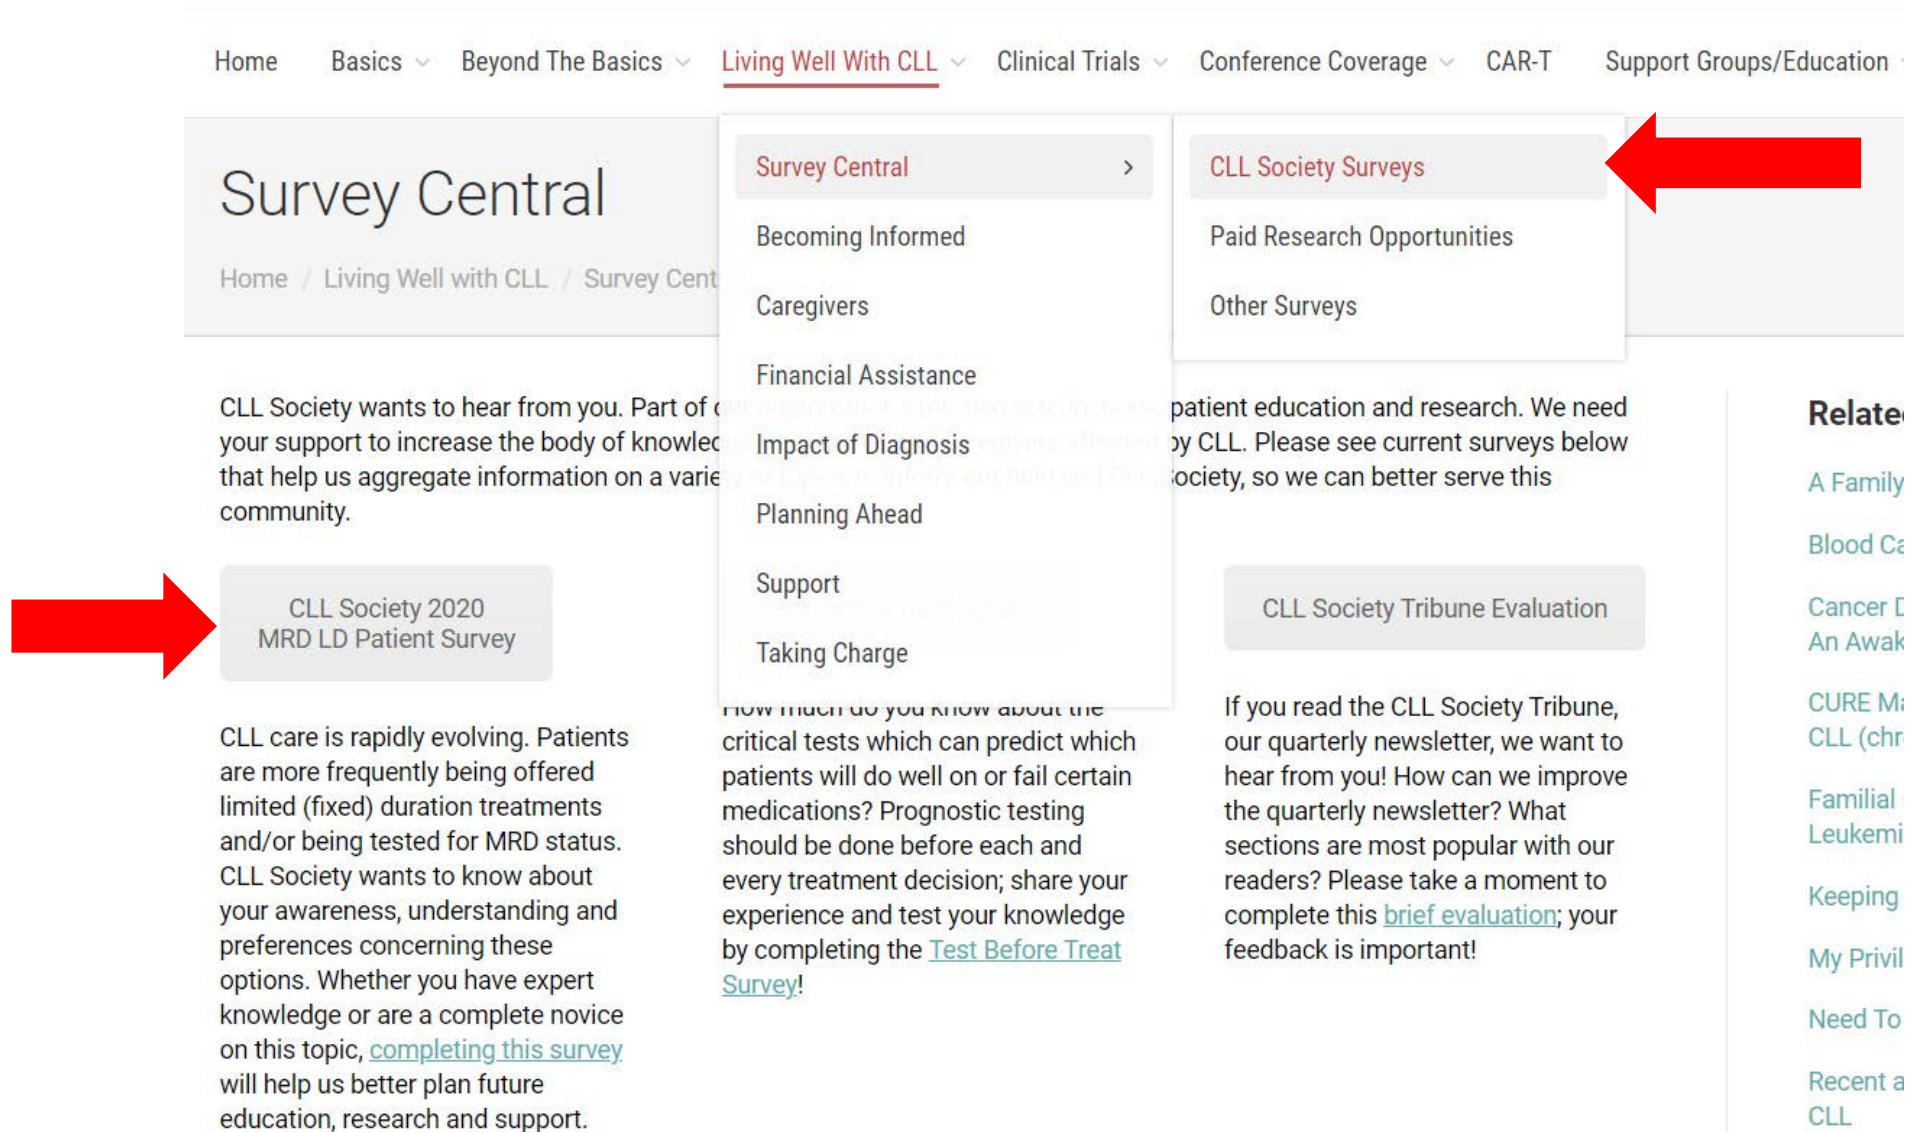 Home Basics Beyond The Basics Living Well With CLL Clinical Trials Conference Coverage CAR-T Support Groups/Education
Survey Central
Home / Living Well with CLL / Survey Cent
Survey Central
Becoming Informed
Caregivers
Financial Assistance
Impact of Diagnosis
Planning Ahead
Support
Taking Charge
CLL Society Surveys
Paid Research Opportunities
Other Surveys
CLL Society wants to hear from you. Part of patient education and research. We need
your support to increase the body of CLL. Please see current surveys below
that help us aggregate information on a so we can better serve this
community.
CLL Society 2020
MRD LD Patient Survey
CLL care is rapidly evolving. Patients
are more frequently being offered
limited (fixed) duration treatments
and/or being tested for MRD status.
CLL Society wants to know about
your awareness, understanding and
preferences concerning these
options. Whether you have expert
knowledge or are a complete novice
on this topic, completing this survey
will help us better plan future
education, research and support.
How much do you know about the
critical tests which can predict which
patients will do well on or fail certain
medications? Prognostic testing
should be done before each and
every treatment decision; share your
experience and test your knowledge
by completing the Test Before Treat
Survey!
CLL Society Tribune Evaluation
If you read the CLL Society Tribune,
our quarterly newsletter, we want to
hear from you! How can we improve
the quarterly newsletter? What
sections are most popular with our
readers? Please take a moment to
complete this brief evaluation; your
feedback is important!
Relate
A Family
Blood Ca
Cancer D
An Awak
CURE Ma
CLL (chr
Familial
Leukemi
Keeping
My Privil
Need To
Recent a
CLL